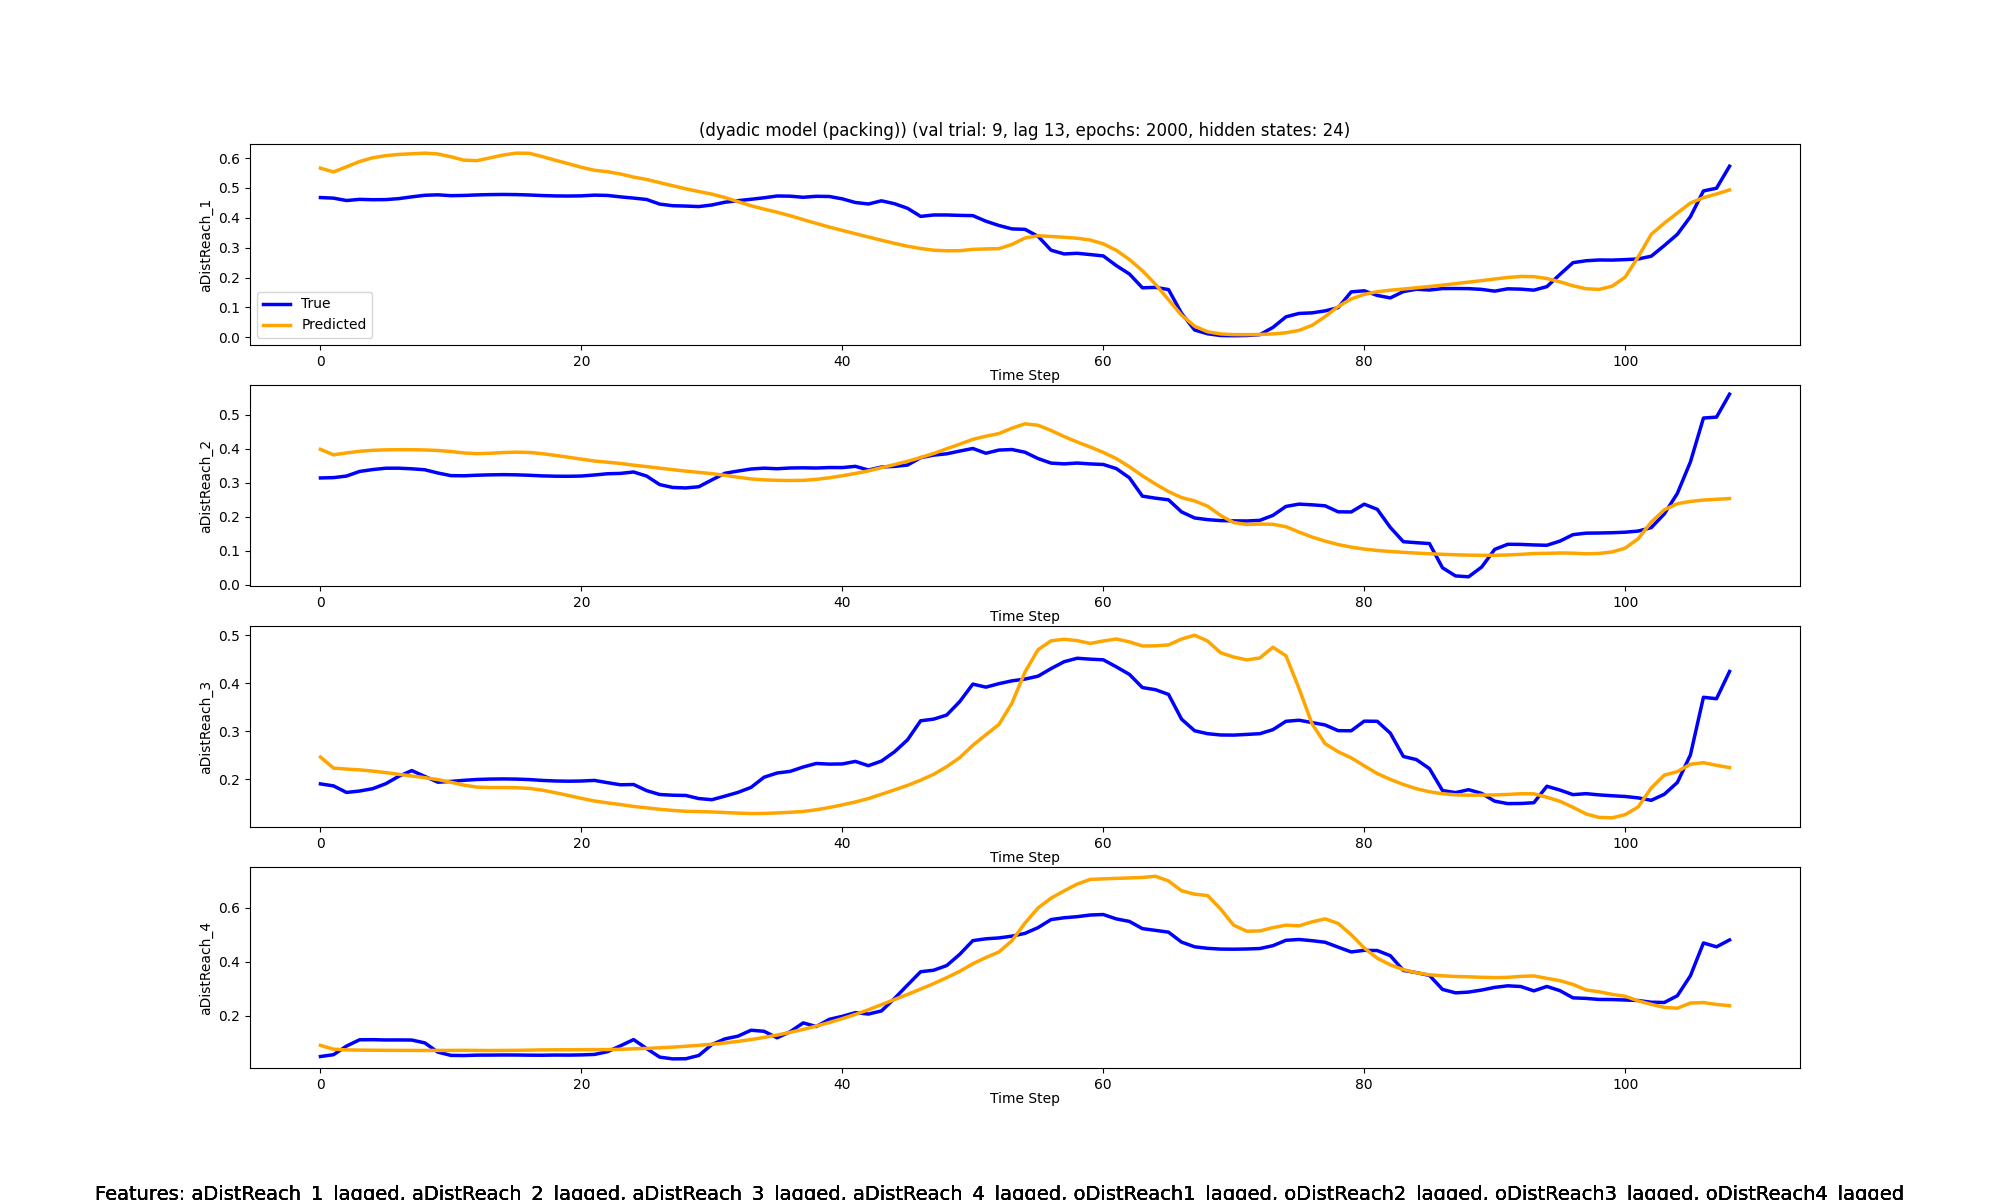 (dyadic model (packing)) (val trial: 9, lag 13, epochs: 2000, hidden states: 24)
0.6
0.5
0.4
0.3
0.2
0.1
0.0
aDistReach_1
True
Predicted
0 20 40 60 80 100
Time Step
0.5
0.4
0.3
0.2
0.1
0.0
aDistReach_2
0 20 40 60 80 100
Time Step
0.5
0.4
0.3
0.2
aDistReach_3
0 20 40 60 80 100
Time Step
0.6
0.4
0.2
aDistReach_4
0 20 40 60 80 100
Time Step
Features: aDistReach_1_lagged, aDistReach_2_lagged, aDistReach_3_lagged, aDistReach_4_lagged, oDistReach1_lagged, oDistReach2_lagged, oDistReach3_lagged, oDistReach4_lagged